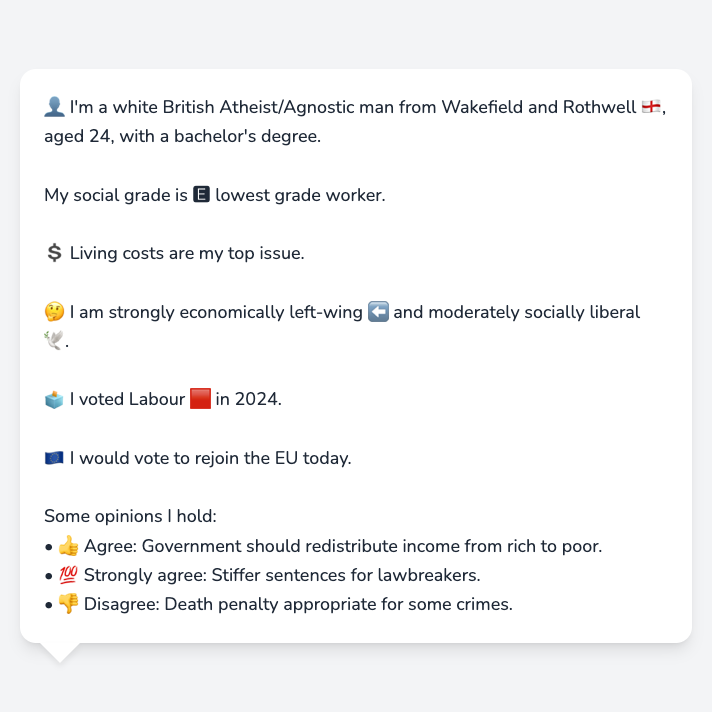 👤 I'm a white British Atheist/Agnostic man from Wakefield and Rothwell 🏴󠁧󠁢󠁥󠁮󠁧󠁿,
aged 24, with a bachelor's degree.
My social grade is 🅴 lowest grade worker.
💲 Living costs are my top issue.
🤔 I am strongly economically left-wing ⬅️ and moderately socially liberal
🕊️.
🗳️ I voted Labour 🟥 in 2024.
🇪🇺 I would vote to rejoin the EU today.
Some opinions I hold:
• 👍 Agree: Government should redistribute income from rich to poor.
• 💯 Strongly agree: Stiffer sentences for lawbreakers.
• 👎 Disagree: Death penalty appropriate for some crimes.